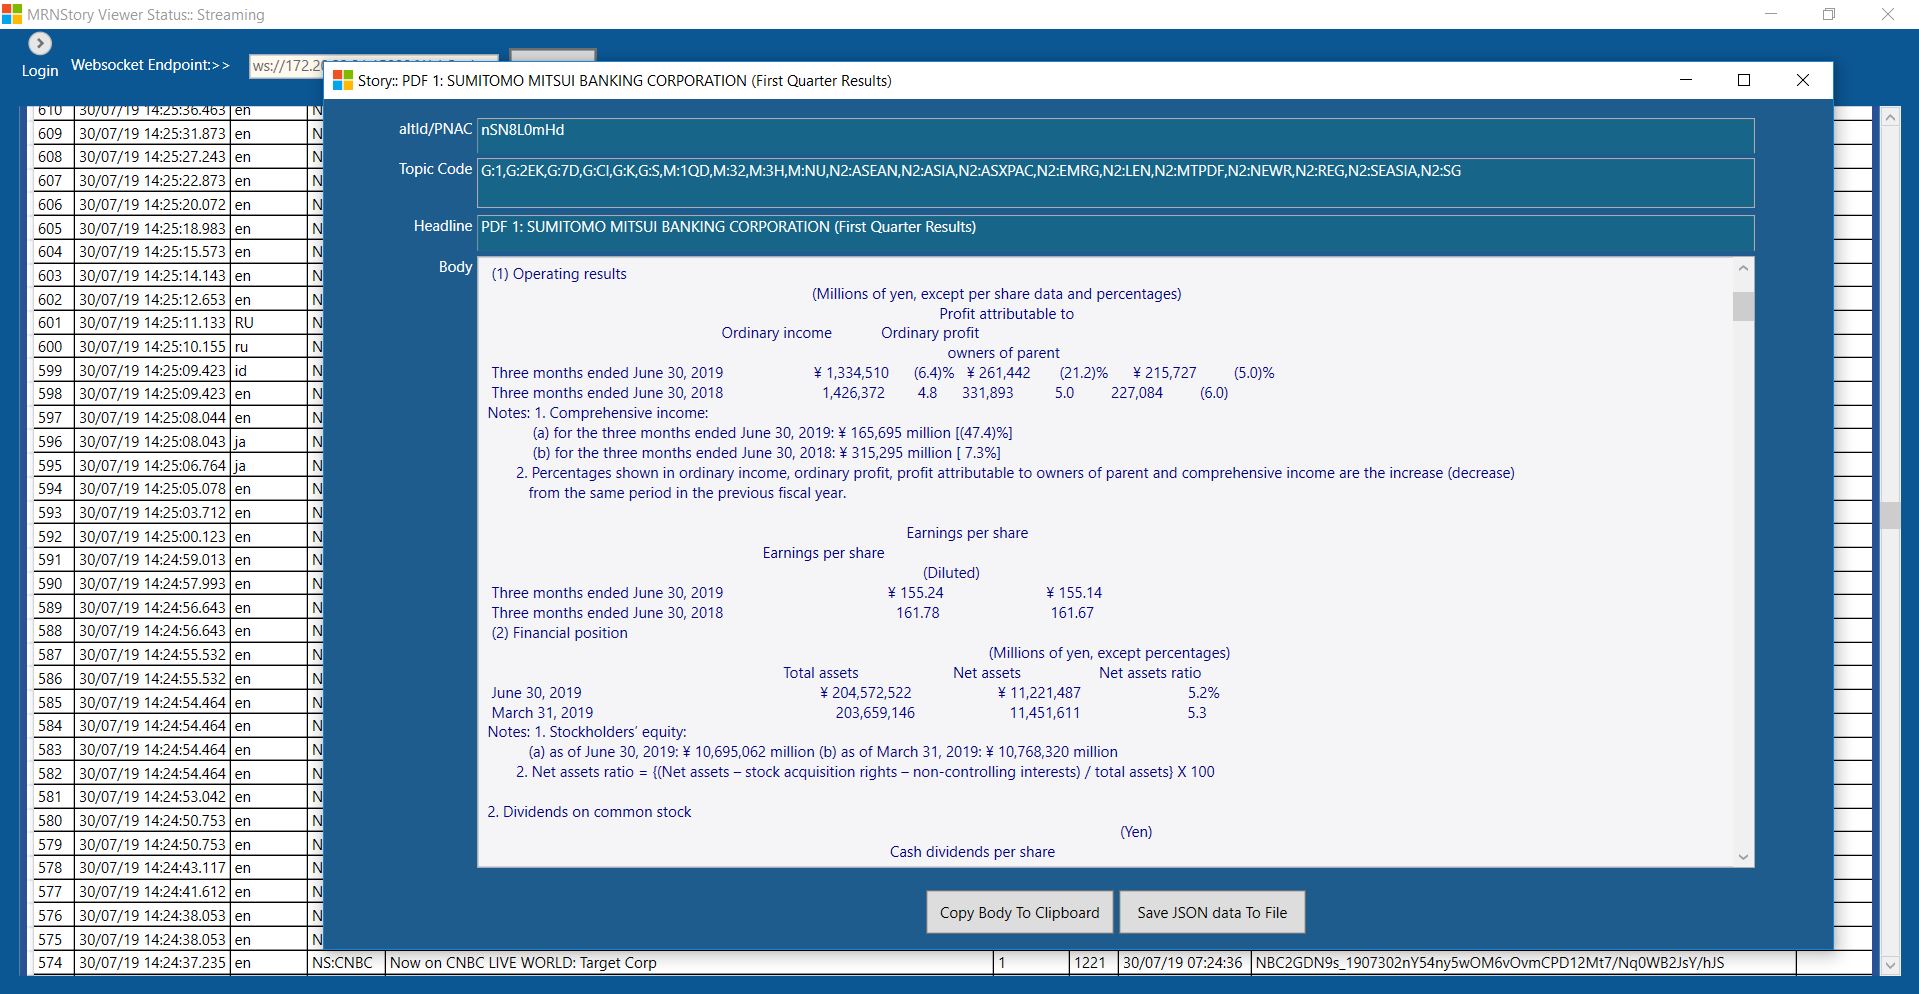 MRNStory Viewer Status:: Streaming
Login
Websocket Endpoint:>>
ws://172.20
Story:: PDF 1: SUMITOMO MITSUI BANKING CORPORATION (First Quarter Results)
altId/PNAC nSN8L0mHd
Topic Code G:1,G:2EK,G:7D,G:CI,G:K,G:S,M:1QD,M:32,M:3H,M:NU,N2:ASEAN,N2:ASIA,N2:ASXPAC,N2:EMRG,N2:LEN,N2:MTPDF,N2:NEWR,N2:REG,N2:SEASIA,N2:SG
Headline PDF 1: SUMITOMO MITSUI BANKING CORPORATION (First Quarter Results)
Body
(1) Operating results
(Millions of yen, except per share data and percentages)
Profit attributable to
Ordinary income Ordinary profit
owners of parent
Three months ended June 30, 2019 ¥ 1,334,510 (6.4)% ¥ 261,442 (21.2)% ¥ 215,727 (5.0)%
Three months ended June 30, 2018 1,426,372 4.8 331,893 5.0 227,084 (6.0)
Notes: 1. Comprehensive income:
(a) for the three months ended June 30, 2019: ¥ 165,695 million [(47.4)%]
(b) for the three months ended June 30, 2018: ¥ 315,295 million [ 7.3%]
2. Percentages shown in ordinary income, ordinary profit, profit attributable to owners of parent and comprehensive income are the increase (decrease)
from the same period in the previous fiscal year.
Earnings per share
Earnings per share
(Diluted)
Three months ended June 30, 2019 ¥ 155.24 ¥ 155.14
Three months ended June 30, 2018 161.78 161.67
(2) Financial position
(Millions of yen, except percentages)
Total assets Net assets Net assets ratio
June 30, 2019 ¥ 204,572,522 ¥ 11,221,487 5.2%
March 31, 2019 203,659,146 11,451,611 5.3
Notes: 1. Stockholders’ equity:
(a) as of June 30, 2019: ¥ 10,695,062 million (b) as of March 31, 2019: ¥ 10,768,320 million
2. Net assets ratio = {(Net assets – stock acquisition rights – non-controlling interests) / total assets} X 100
2. Dividends on common stock
(Yen)
Cash dividends per share
Copy Body To Clipboard Save JSON data To File
610 30/07/19 14:25:36.463 en N
609 30/07/19 14:25:31.873 en N
608 30/07/19 14:25:27.243 en N
607 30/07/19 14:25:22.873 en N
606 30/07/19 14:25:20.072 en N
605 30/07/19 14:25:18.983 en N
604 30/07/19 14:25:15.573 en N
603 30/07/19 14:25:14.143 en N
602 30/07/19 14:25:12.653 en N
601 30/07/19 14:25:11.133 RU N
600 30/07/19 14:25:10.155 ru N
599 30/07/19 14:25:09.423 id N
598 30/07/19 14:25:09.423 en N
597 30/07/19 14:25:08.044 en N
596 30/07/19 14:25:08.043 ja N
595 30/07/19 14:25:06.764 ja N
594 30/07/19 14:25:05.078 en N
593 30/07/19 14:25:03.712 en N
592 30/07/19 14:25:00.123 en N
591 30/07/19 14:24:59.013 en N
590 30/07/19 14:24:57.993 en N
589 30/07/19 14:24:56.643 en N
588 30/07/19 14:24:56.643 en N
587 30/07/19 14:24:55.532 en N
586 30/07/19 14:24:55.532 en N
585 30/07/19 14:24:54.464 en N
584 30/07/19 14:24:54.464 en N
583 30/07/19 14:24:54.464 en N
582 30/07/19 14:24:54.464 en N
581 30/07/19 14:24:53.042 en N
580 30/07/19 14:24:50.753 en N
579 30/07/19 14:24:50.753 en N
578 30/07/19 14:24:43.117 en N
577 30/07/19 14:24:41.612 en N
576 30/07/19 14:24:38.053 en N
575 30/07/19 14:24:38.053 en N
574 30/07/19 14:24:37.235 en NS:CNBC Now on CNBC LIVE WORLD: Target Corp 1 1221 30/07/19 07:24:36 NBC2GDN9s_1907302nY54ny5wOM6vOvmCPD12Mt7/Nq0WB2JsY/hJS